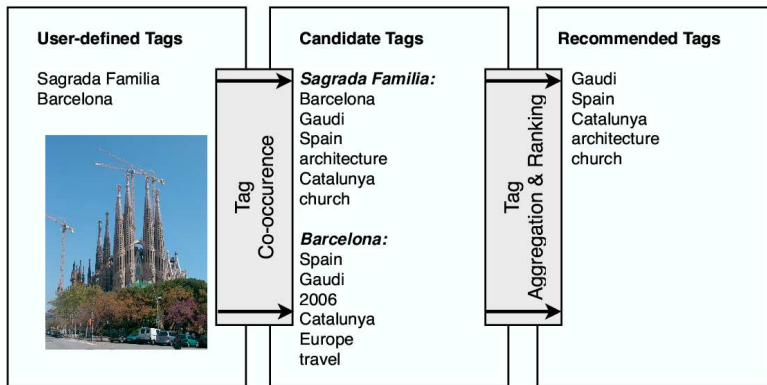 User-defined Tags
Sagrada Familia
Barcelona
Tag
Co-occurence
Candidate Tags
Sagrada Familia:
Barcelona
Gaudi
Spain
architecture
Catalunya
church
Barcelona:
Spain
Gaudi
2006
Catalunya
Europe
travel
Tag
Aggregation & Ranking
Recommended Tags
Gaudi
Spain
Catalunya
architecture
church